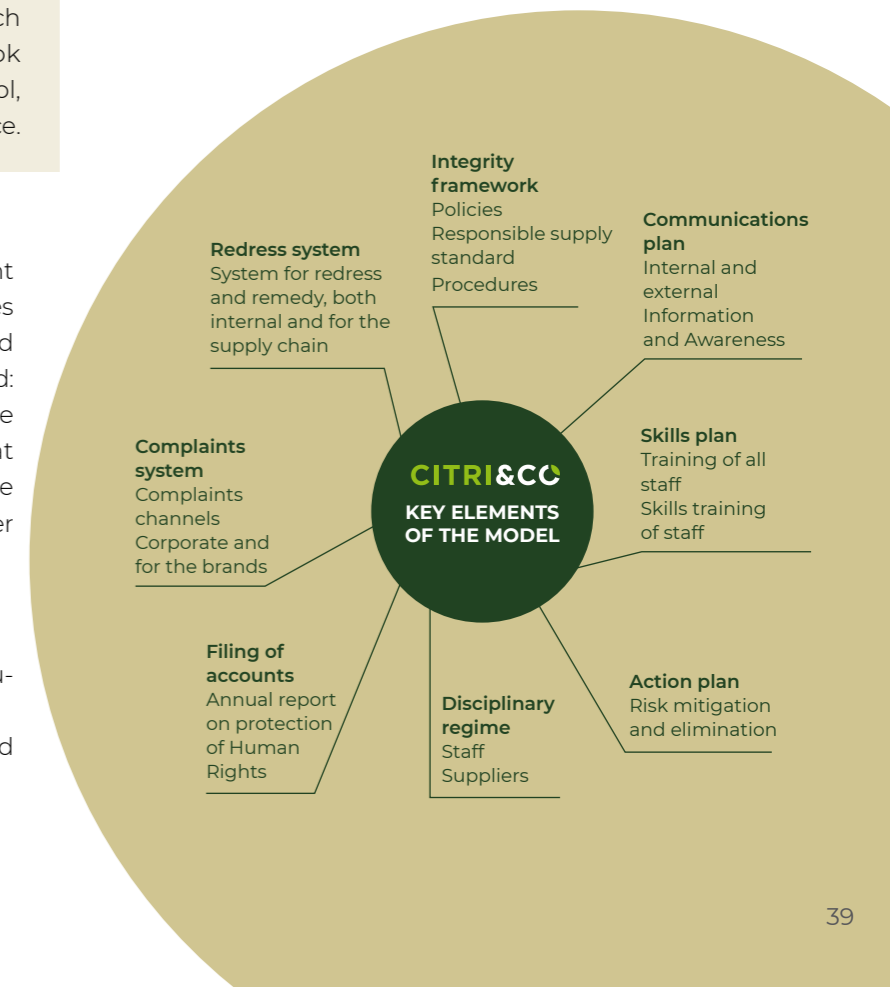 Integrity
framework
Policies
Responsible supply
standard
Procedures
Communications
plan
Internal and
external
Information
and Awareness
Redress system
System for redress
and remedy, both
internal and for the
supply chain
Skills plan
Training of all
staff
Skills training
of staff
Complaints
system
Complaints
channels
Corporate and
for the brands
CITRI&CO
KEY ELEMENTS
OF THE MODEL
Filing of
accounts
Annual report
on protection
of Human
Rights
Disciplinary
regime
Staff
Suppliers
Action plan
Risk mitigation
and elimination
39